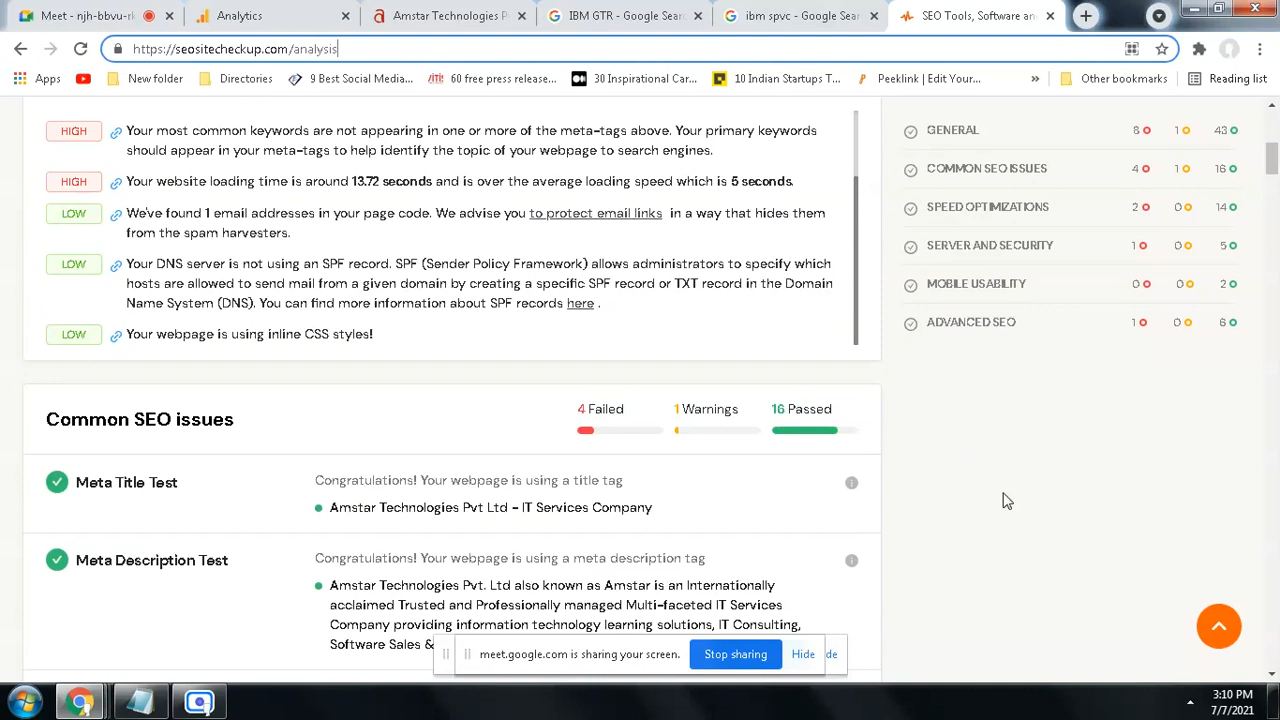 Meet - njh-bbvu-rk
Analytics
Amstar Technologies P
IBM GTR - Google Sear
ibm spvc - Google Sear
SEO Tools, Software an
https://seositecheckup.com/analysis
Apps
New folder
Directories
9 Best Social Media...
60 free press release...
30 Inspirational Car...
10 Indian Startups T...
Peeklink | Edit Your...
»
Other bookmarks
Reading list
HIGH
Your most common keywords are not appearing in one or more of the meta-tags above. Your primary keywords
should appear in your meta-tags to help identify the topic of your webpage to search engines.
HIGH
Your website loading time is around 13.72 seconds and is over the average loading speed which is 5 seconds.
LOW
We've found 1 email addresses in your page code. We advise you to protect email links in a way that hides them
from the spam harvesters.
LOW
Your DNS server is not using an SPF record. SPF (Sender Policy Framework) allows administrators to specify which
hosts are allowed to send mail from a given domain by creating a specific SPF record or TXT record in the Domain
Name System (DNS). You can find more information about SPF records here .
LOW
Your webpage is using inline CSS styles!
GENERAL 8 1 43
COMMON SEO ISSUES 4 1 16
SPEED OPTIMIZATIONS 2 0 14
SERVER AND SECURITY 1 0 5
MOBILE USABILITY 0 0 2
ADVANCED SEO 1 0 6
Common SEO issues
4 Failed
1 Warnings
16 Passed
Meta Title Test
Congratulations! Your webpage is using a title tag
Amstar Technologies Pvt Ltd - IT Services Company
Meta Description Test
Congratulations! Your webpage is using a meta description tag
Amstar Technologies Pvt. Ltd also known as Amstar is an Internationally
acclaimed Trusted and Professionally managed Multi-faceted IT Services
Company providing information technology learning solutions, IT Consulting,
Software Sales &
meet.google.com is sharing your screen.
Stop sharing
Hide
de
3:10 PM
7/7/2021